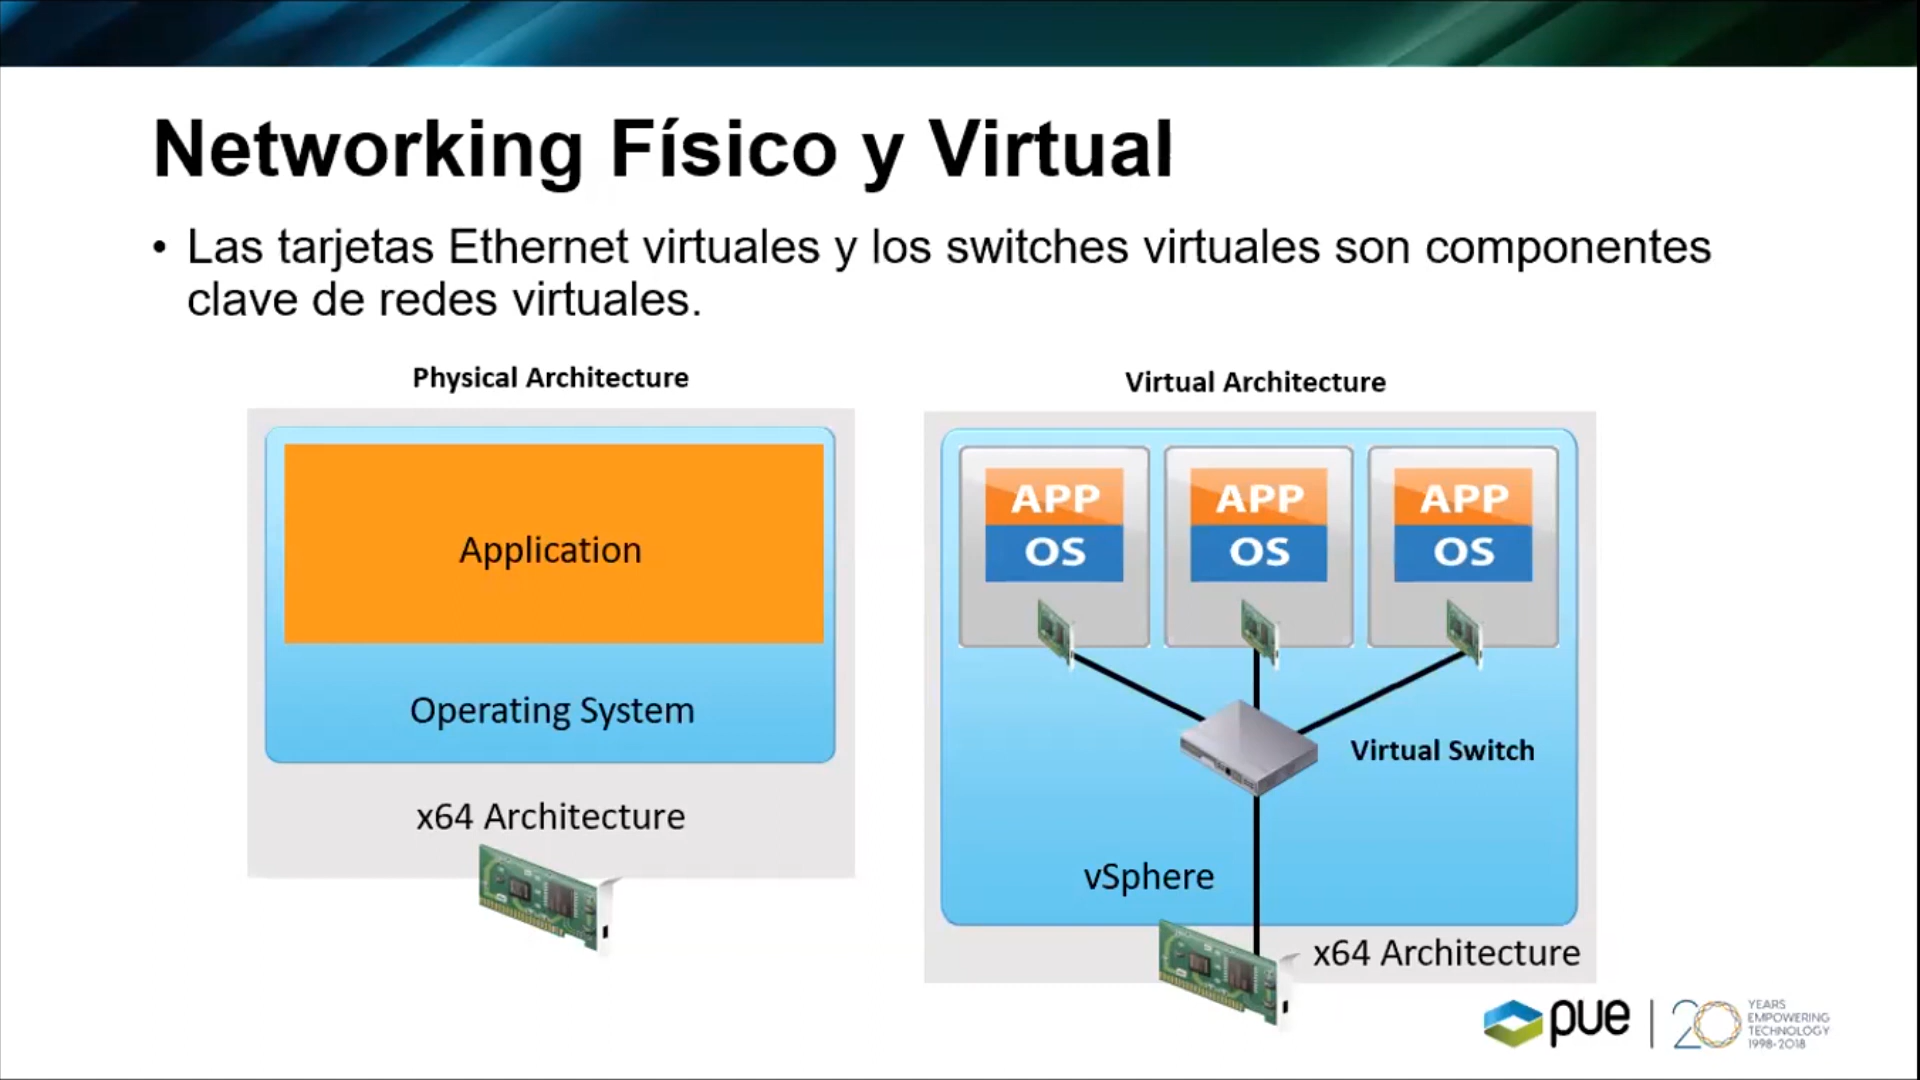 Networking Físico y Virtual
• Las tarjetas Ethernet virtuales y los switches virtuales son componentes
clave de redes virtuales.
Physical Architecture
Application
Operating System
x64 Architecture
Virtual Architecture
APP APP APP
OS OS OS
Virtual Switch
vSphere
x64 Architecture
pue
20
YEARS
EMPOWERING
TECHNOLOGY
1998-2018